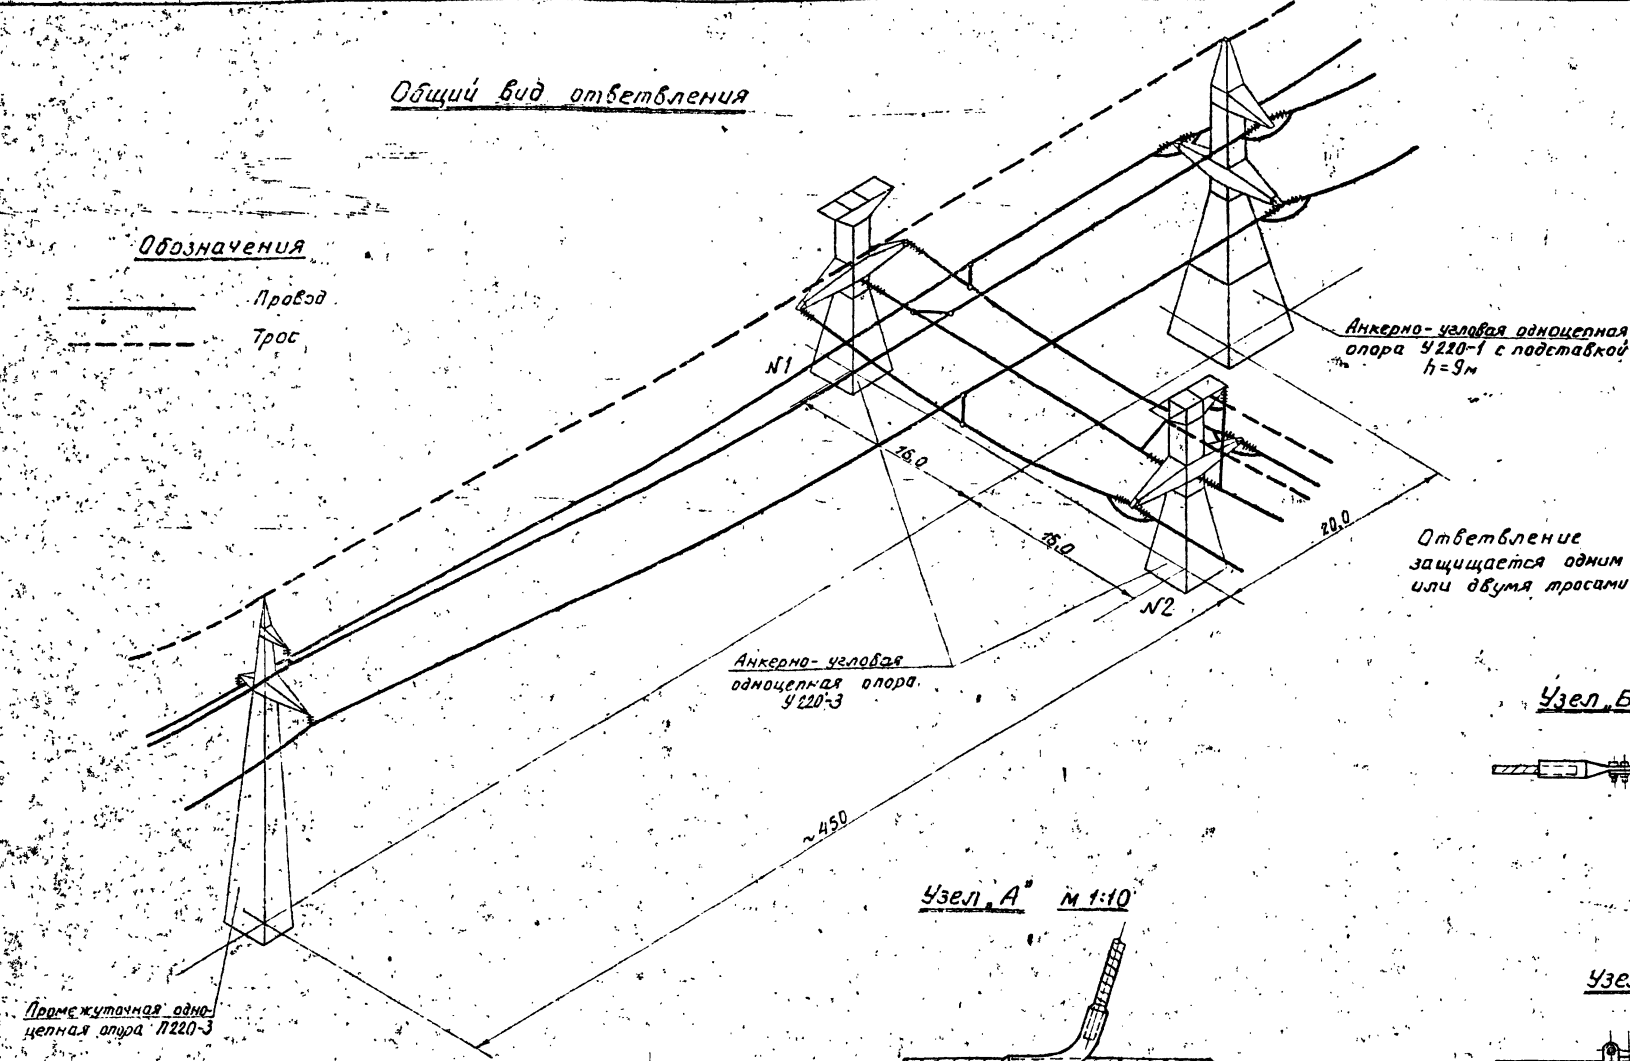 Общий вид ответвления
Обозначения
Провод
Трос
N1
Анкерно-угловая одноцепная
опора У220-1 с подставкой
h=9м
16,0
15,0
20,0
N2
Ответвление
защищается одним
или двумя тросами
Анкерно-угловая
одноцепная опора.
У220-3
Узел „Б
~450
Узел „А" М 1:10
Узе
Промежуточная одно-
цепная опора П220-3